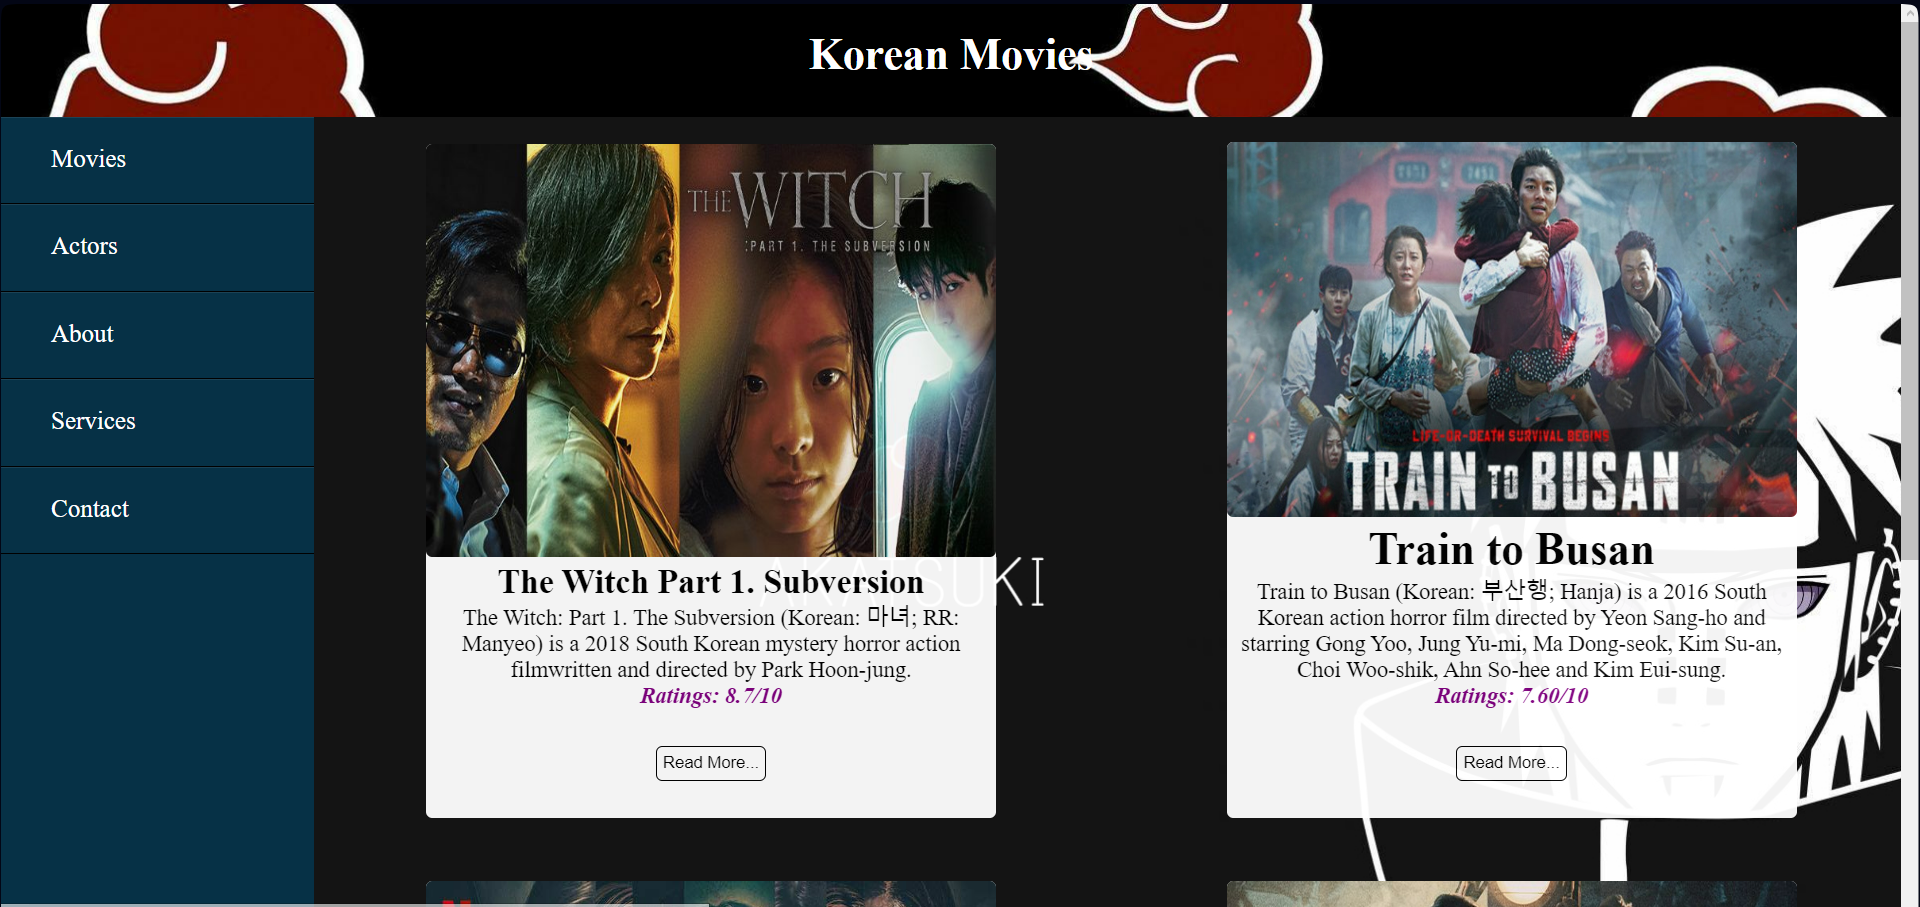 Korean Movies
Movies
Actors
About
Services
Contact
THE WITCH
:PART 1. THE SUBVERSION
The Witch Part 1. Subversion
The Witch: Part 1. The Subversion (Korean: 마녀; RR:
Manyeo) is a 2018 South Korean mystery horror action
filmwritten and directed by Park Hoon-jung.
Ratings: 8.7/10
Read More...
AKATSUKI
7451 7451
LIFE-OR-DEATH SURVIVAL BEGINS
TRAIN TO BUSAN
Train to Busan
Train to Busan (Korean: 부산행; Hanja) is a 2016 South
Korean action horror film directed by Yeon Sang-ho and
starring Gong Yoo, Jung Yu-mi, Ma Dong-seok, Kim Su-an,
Choi Woo-shik, Ahn So-hee and Kim Eui-sung.
Ratings: 7.60/10
Read More...